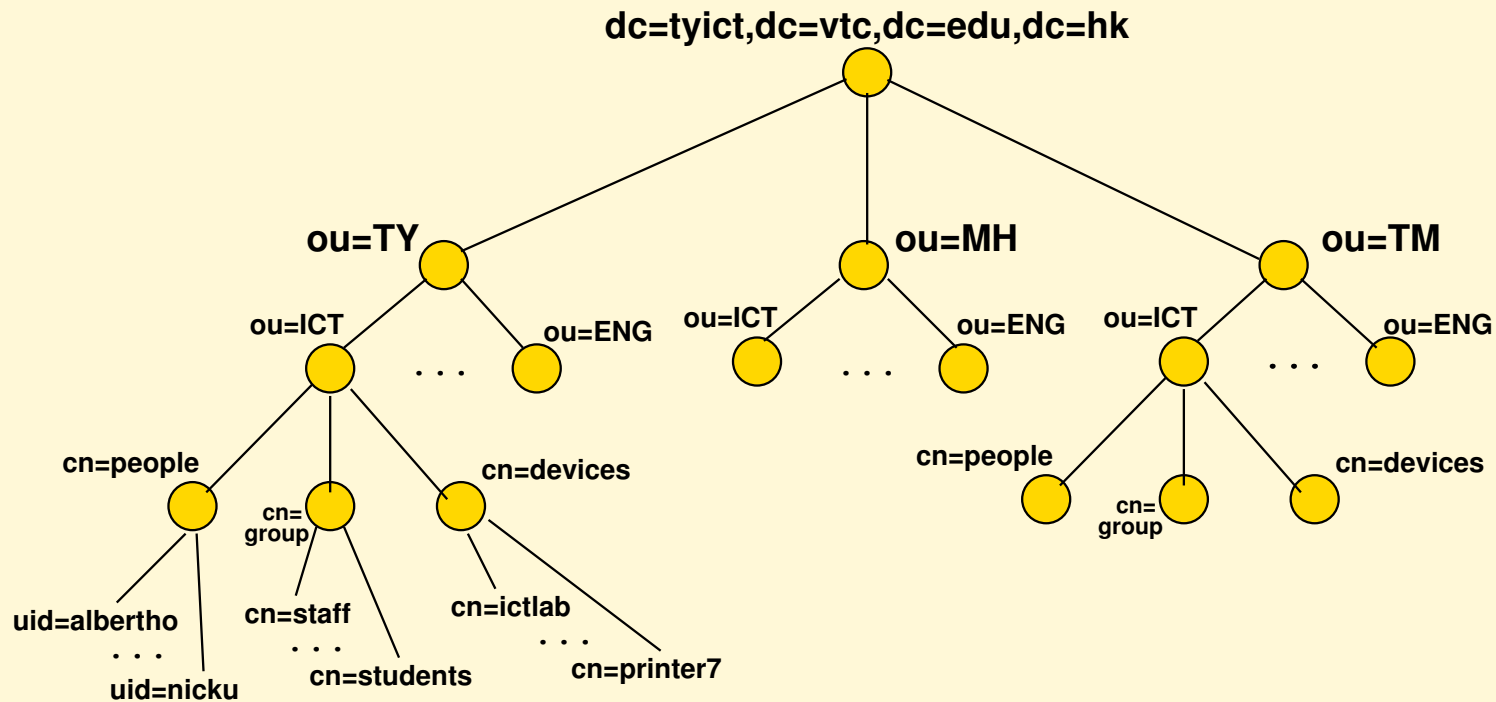 dc=tyict,dc=vtc,dc=edu,dc=hk
ou=TY
ou=MH
ou=TM
ou=ICT
ou=ENG
ou=ICT
ou=ENG
ou=ICT
ou=ENG
. . .
. . .
. . .
cn=people
cn=
group
cn=devices
cn=people
cn=
group
cn=devices
uid=albertho
. . .
uid=nicku
cn=staff
. . .
cn=students
cn=ictlab
. . .
cn=printer7